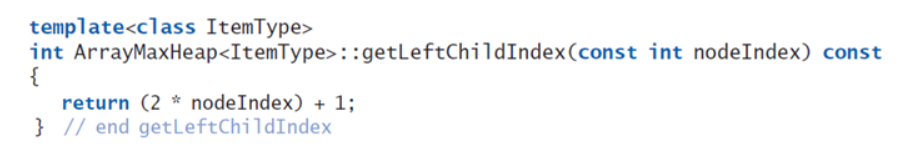 template<class ItemType>
int ArrayMaxHeap<ItemType>::getLeftChildIndex(const int nodeIndex) const
{
   return (2 * nodeIndex) + 1;
}  // end getLeftChildIndex